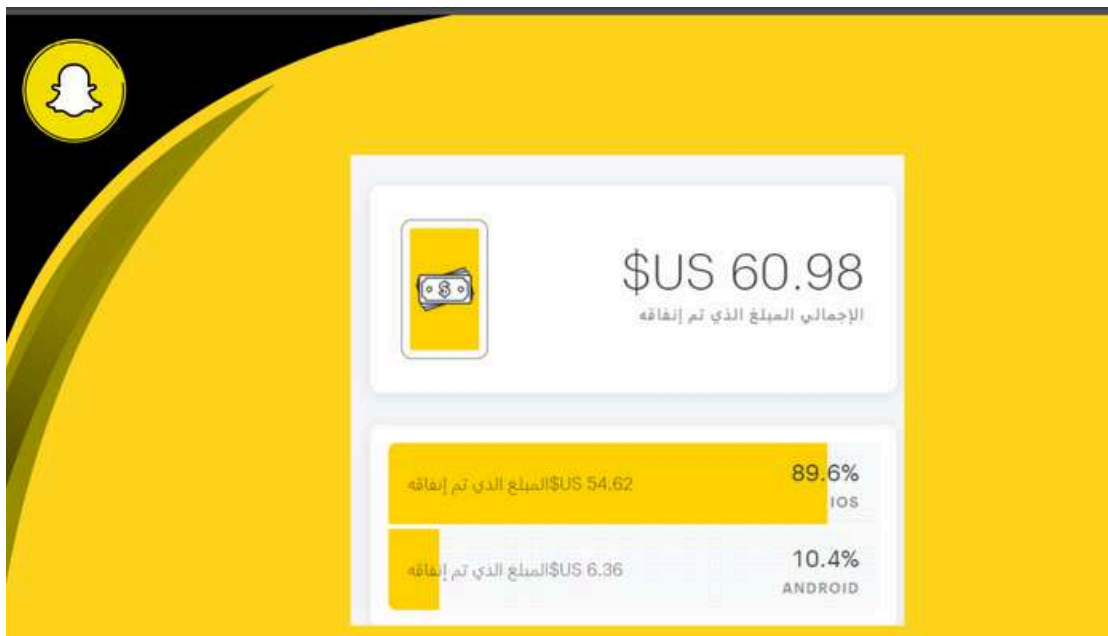 $US 60.98
الإجمالي المبلغ الذي تم إنفاقه
89.6%
IOS
$US 54.62المبلغ الذي تم إنفاقه
10.4%
ANDROID
$US 6.36المبلغ الذي تم إنفاقه